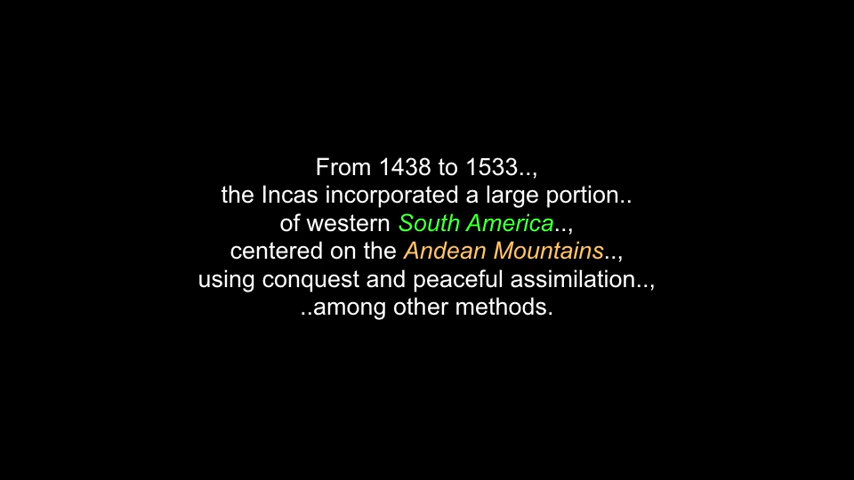 From 1438 to 1533..,
the Incas incorporated a large portion..
of western South America..,
centered on the Andean Mountains..,
using conquest and peaceful assimilation..,
..among other methods.